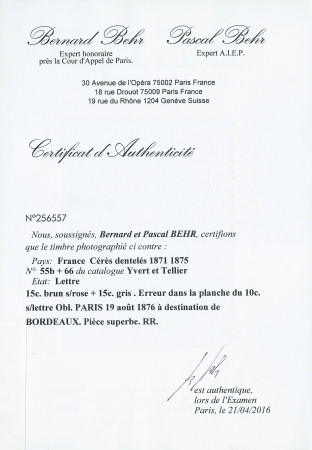 Bernard Behr
Pascal Behr
Expert honoraire
près la Cour d'Appel de Paris.
Expert A.I.E.P.
30 Avenue de l'Opéra 75002 Paris France
18 rue Drouot 75009 Paris France
19 rue du Rhône 1204 Genève Suisse
Certificat d'Authenticité
N°256557
Nous, soussignés, Bernard et Pascal BEHR, certifions
que le timbre photographié ci contre :
Pays: France Cérès dentelés 1871 1875
N° 55b + 66 du catalogue Yvert et Tellier
Etat: Lettre
15c. brun s/rose + 15c. gris . Erreur dans la planche du 10c.
s/lettre Obl. PARIS 19 août 1876 à destination de
BORDEAUX. Pièce superbe. RR.
est authentique,
lors de l'Examen
Paris, le 21/04/2016